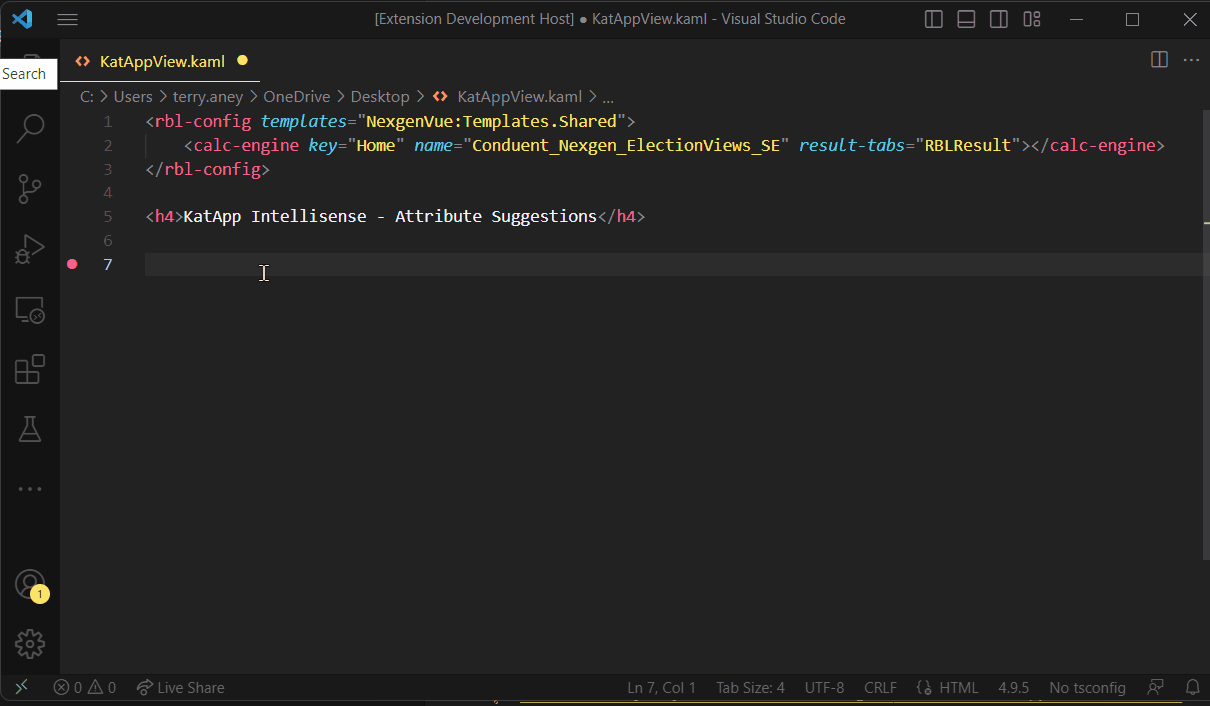 [Extension Development Host] ● KatAppView.kaml - Visual Studio Code
KatAppView.kaml
Search
C: > Users > terry.aney > OneDrive > Desktop > KatAppView.kaml > ...
1 <rbl-config templates="NexgenVue:Templates.Shared">
2 <calc-engine key="Home" name="Conduent_Nexgen_ElectionViews_SE" result-tabs="RBLResult"></calc-engine>
3 </rbl-config>
4
5 <h4>KatApp Intellisense - Attribute Suggestions</h4>
6
7
1
0 0 Live Share Ln 7, Col 1 Tab Size: 4 UTF-8 CRLF HTML 4.9.5 No tsconfig